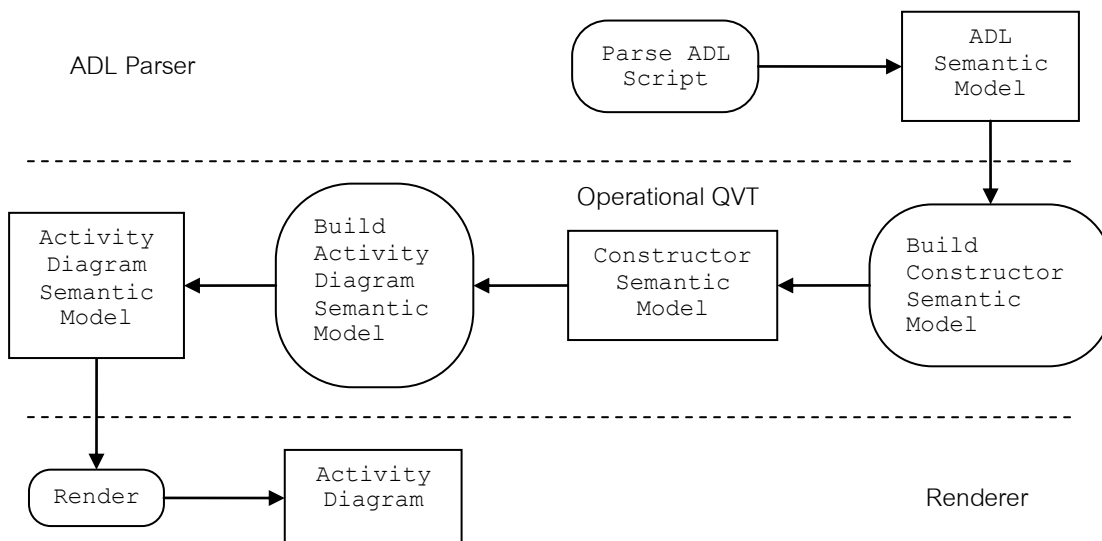 ADL Parser
Parse ADL
Script
ADL
Semantic
Model
Operational QVT
Activity
Diagram
Semantic
Model
Build
Activity
Diagram
Semantic
Model
Constructor
Semantic
Model
Build
Constructor
Semantic
Model
Render
Activity
Diagram
Renderer